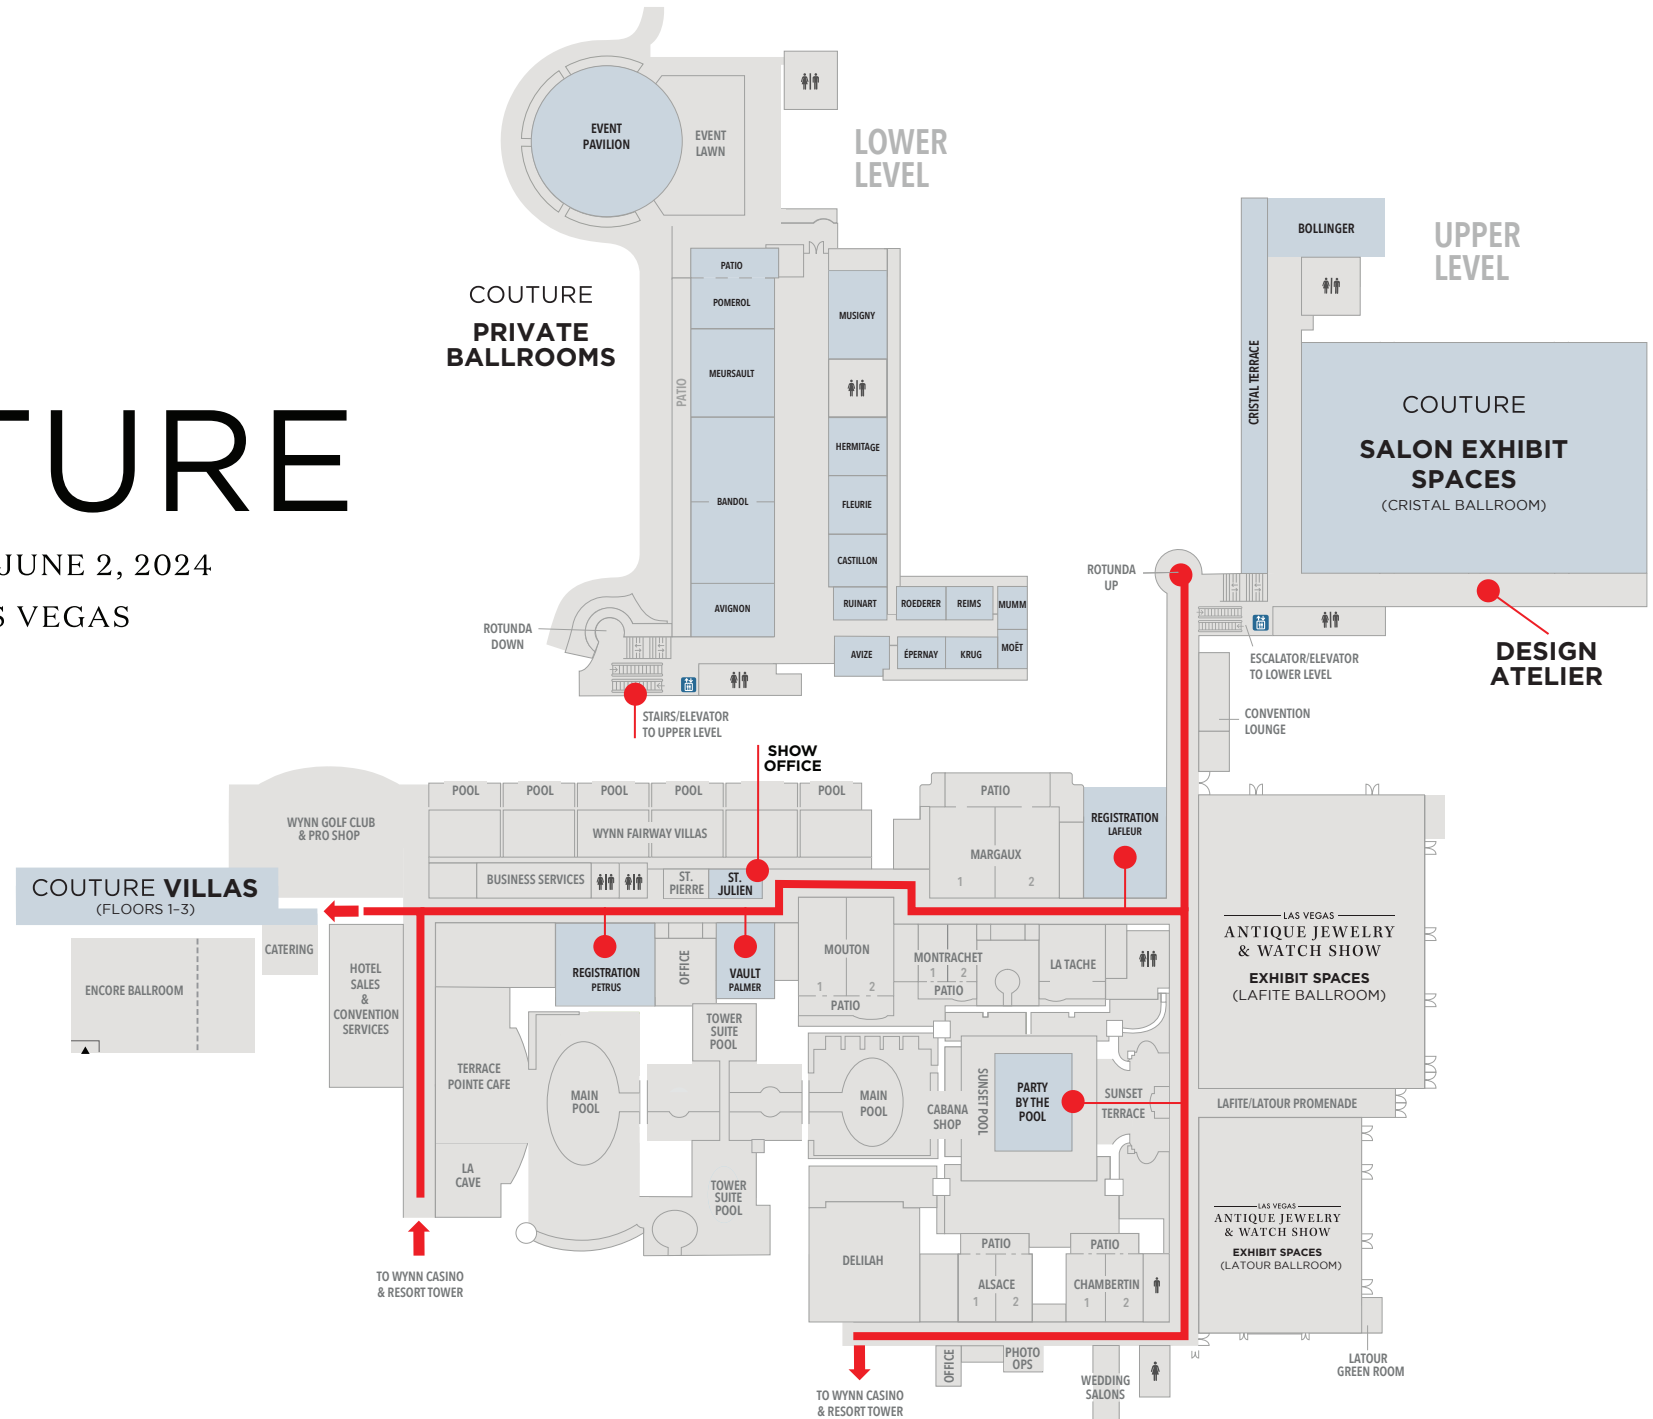 EVENT
PAVILION
EVENT
LAWN
LOWER
LEVEL
BOLLINGER
UPPER
LEVEL
PATIO
COUTURE
PRIVATE
BALLROOMS
POMEROL
MUSIGNY
MEURSAULT
PATIO
CRISTAL TERRACE
COUTURE
SALON EXHIBIT
SPACES
(CRISTAL BALLROOM)
TURE
JUNE 2, 2024
S VEGAS
HERMITAGE
BANDOL
FLEURIE
CASTILLON
AVIGNON
RUINART
ROEDERER
REIMS
MUMM
AVIZE
ÉPERNAY
KRUG
MOËT
ROTUNDA
DOWN
STAIRS/ELEVATOR
TO UPPER LEVEL
ROTUNDA
UP
ESCALATOR/ELEVATOR
TO LOWER LEVEL
DESIGN
ATELIER
CONVENTION
LOUNGE
SHOW
OFFICE
POOL
POOL
POOL
POOL
POOL
PATIO
WYNN GOLF CLUB
& PRO SHOP
WYNN FAIRWAY VILLAS
REGISTRATION
LAFLEUR
MARGAUX
1
2
COUTURE VILLAS
(FLOORS 1–3)
BUSINESS SERVICES
ST.
PIERRE
ST.
JULIEN
CATERING
ENCORE BALLROOM
HOTEL
SALES
&
CONVENTION
SERVICES
REGISTRATION
PETRUS
OFFICE
VAULT
PALMER
MOUTON
1
2
PATIO
MONTRACHET
1
2
PATIO
LA TACHE
LAS VEGAS
ANTIQUE JEWELRY
& WATCH SHOW
EXHIBIT SPACES
(LAFITE BALLROOM)
TOWER
SUITE
POOL
TERRACE
POINTE CAFE
MAIN
POOL
MAIN
POOL
CABANA
SHOP
SUNSET POOL
PARTY
BY THE
POOL
SUNSET
TERRACE
LAFITE/LATOUR PROMENADE
LA
CAVE
TOWER
SUITE
POOL
LAS VEGAS
ANTIQUE JEWELRY
& WATCH SHOW
EXHIBIT SPACES
(LATOUR BALLROOM)
DELILAH
PATIO
ALSACE
1
2
PATIO
CHAMBERTIN
1
2
TO WYNN CASINO
& RESORT TOWER
OFFICE
PHOTO
OPS
WEDDING
SALONS
LATOUR
GREEN ROOM
TO WYNN CASINO
& RESORT TOWER